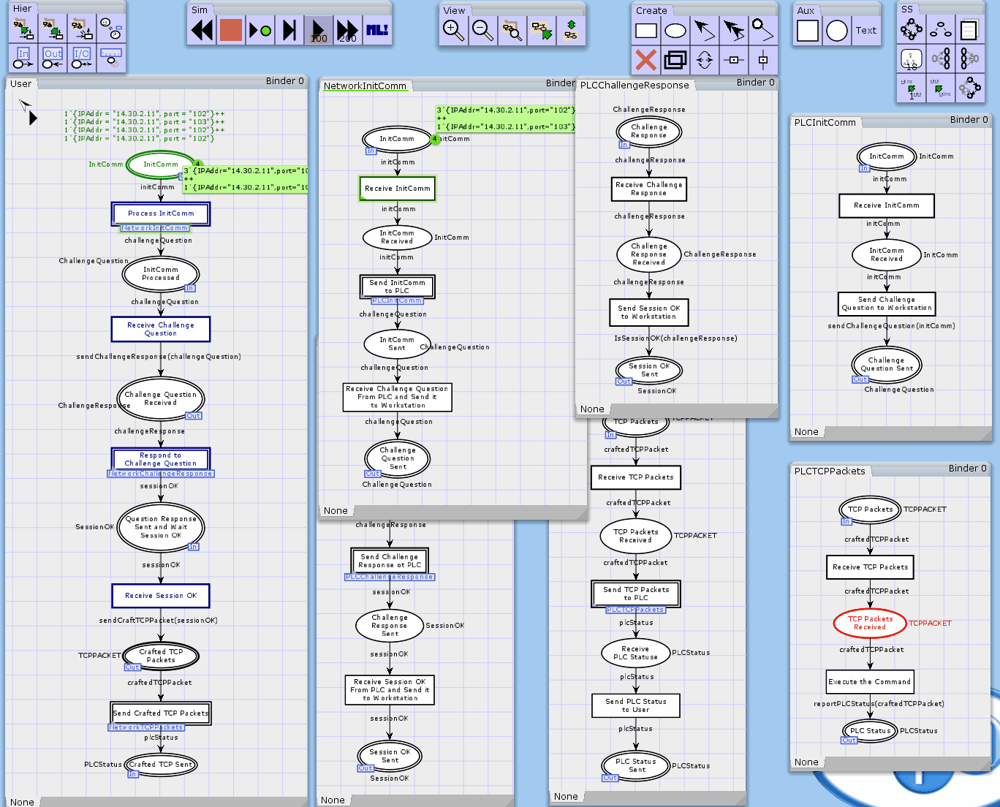 Hier
In
Out
I/O
Sim
100
200
ML!
View
Create
Aux
Text
SS
18
1
User
Binder 0
1`{IPAddr = "14.30.2.11", port = "102"}++
1`{IPAddr = "14.30.2.11", port = "103"}++
1`{IPAddr = "14.30.2.11", port = "102"}++
1`{IPAddr = "14.30.2.11", port = "102"}
InitComm
InitComm
4
3`{IPAddr="14.30.2.11",port="10
++
1`{IPAddr="14.30.2.11",port="10
initComm
Process InitComm
NetworkInitComm
challengeQuestion
ChallengeQuestion
InitComm
Processed
In
challengeQuestion
Receive Challenge
Question
sendChallengeResponse(challengeQuestion)
Challenge Question
Received
ChallengeResponse
Out
challengeResponse
Respond to
Challenge Question
NetworkChallengeResponse
sessionOK
SessionOK
Question Response
Sent and Wait
Session OK
In
sessionOK
Receive Session OK
sendCraftTCPPacket(sessionOK)
TCPPACKET
Crafted TCP
Packets
Out
craftedTCPPacket
Send Crafted TCP Packets
NetworkTCPPackets
plcStatus
PLCStatus
Crafted TCP Sent
In
None
NetworkInitComm
Binder
3`{IPAddr="14.30.2.11",port="102"}
++
1`{IPAddr="14.30.2.11",port="103"}
InitComm
4
InitComm
In
initComm
Receive InitComm
initComm
InitComm
Received
InitComm
initComm
Send InitComm
to PLC
PLCInitComm
challengeQuestion
InitComm
Sent
ChallengeQuestion
challengeQuestion
Receive Challenge Question
From PLC and Send it
to Workstation
challengeQuestion
Challenge
Question
Sent
Out
ChallengeQuestion
None
challengeResponse
Send Challenge
Response ot PLC
PLCChallengeResponse
sessionOK
Challenge
Response
Sent
SessionOK
sessionOK
Receive Session OK
From PLC and Send it
to Workstation
sessionOK
Session OK
Sent
Out
SessionOK
None
PLCChallengeResponse
Binder 0
ChallengeResponse
Challenge
Response
In
challengeResponse
Receive Challenge
Response
challengeResponse
Challenge
Response
Received
ChallengeResponse
challengeResponse
Send Session OK
to Workstation
IsSessionOK(challengeResponse)
Session OK
Sent
Out
SessionOK
None
TCP Packets
TCPPACKET
In
craftedTCPPacket
Receive TCP Packets
craftedTCPPacket
TCP Packets
Received
TCPPACKET
craftedTCPPacket
Send TCP Packets
to PLC
PLCTCPPackets
plcStatus
Receive
PLC Statuse
PLCStatus
plcStatus
Send PLC Status
to User
plcStatus
PLC Status
Sent
PLCStatus
Out
None
PLCInitComm
Binder 0
InitComm
InitComm
In
initComm
Receive InitComm
initComm
InitComm
Received
InitComm
initComm
Send Challenge
Question to Workstation
sendChallengeQuestion(initComm)
Challenge
Question Sent
Out
ChallengeQuestion
None
PLCTCPPackets
Binder 0
TCP Packets
TCPPACKET
In
craftedTCPPacket
Receive TCP Packets
craftedTCPPacket
TCP Packets
Received
TCPPACKET
craftedTCPPacket
Execute the Command
reportPLCStatus(craftedTCPPacket)
PLC Status
PLCStatus
Out
None